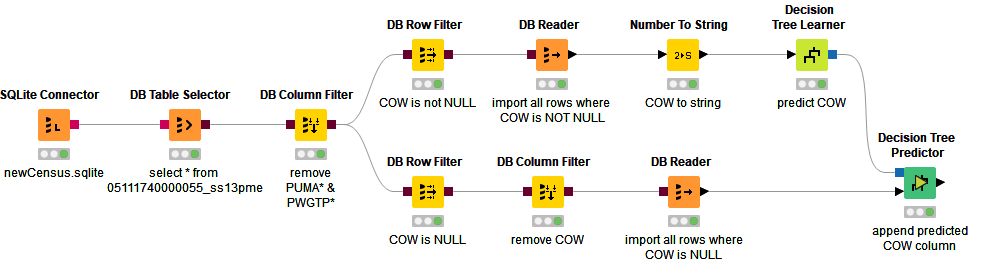 DB Row Filter
DB Reader
Number To String
Decision
Tree Learner
2▸S
COW is not NULL
import all rows where
COW is NOT NULL
COW to string
predict COW
SQLite Connector
DB Table Selector
DB Column Filter
L
newCensus.sqlite
select * from
05111740000055_ss13pme
remove
PUMA* &
PWGTP*
DB Row Filter
DB Column Filter
DB Reader
Decision Tree
Predictor
COW is NULL
remove COW
import all rows where
COW is NULL
append predicted
COW column